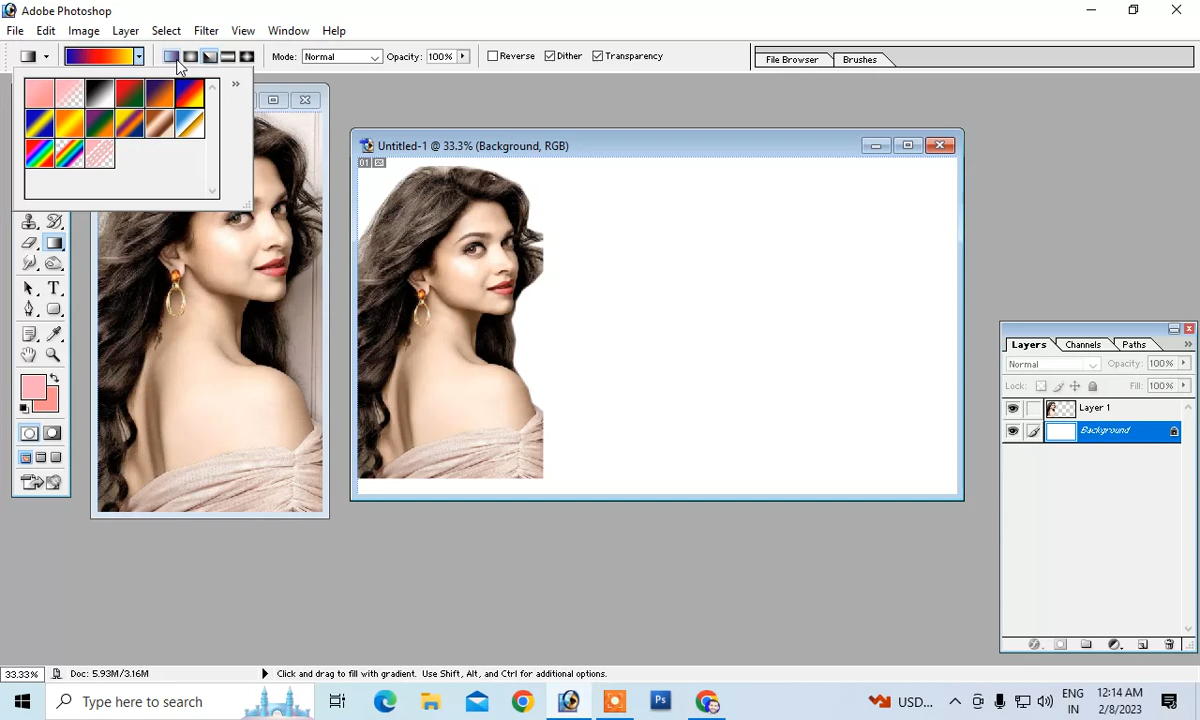 Adobe Photoshop
File Edit Image Layer Select Filter View Window Help
Mode: Normal Opacity: 100% Reverse Dither Transparency File Browser Brushes
Untitled-1 @ 33.3% (Background, RGB)
01
Layers Channels Paths
Normal Opacity: 100%
Lock: Fill: 100%
Layer 1
Background
33.33% Doc: 5.93M/3.16M Click and drag to fill with gradient. Use Shift, Alt, and Ctrl for additional options.
Type here to search
Ps
USD...
ENG
IN
12:14 AM
2/8/2023